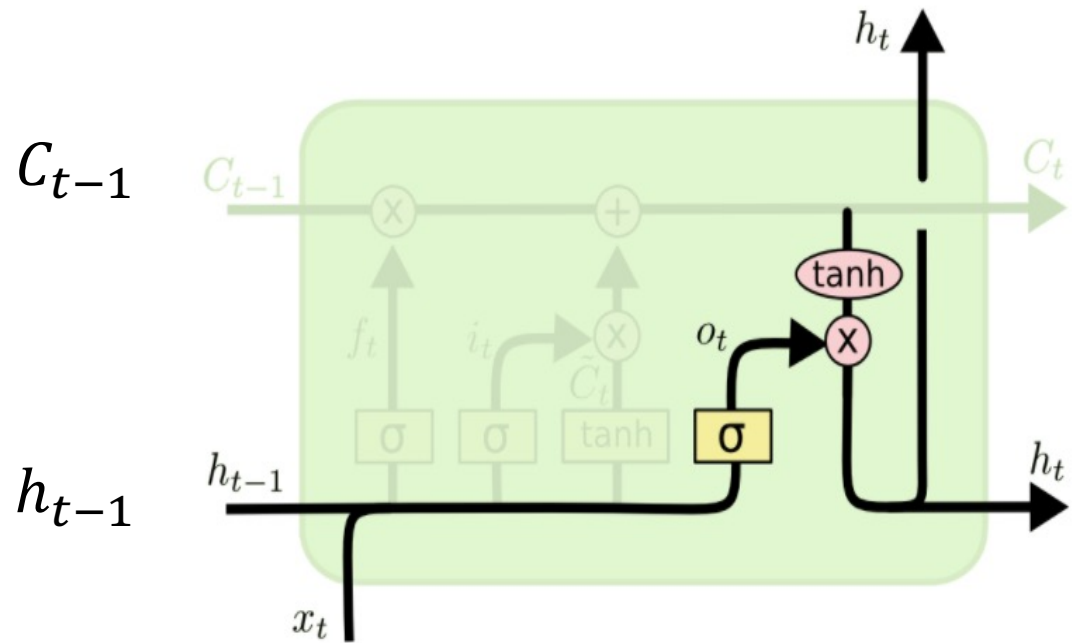 h_t
C_{t-1}
C_{t-1}
C_t
x
+
tanh
f_t
i_t
x
o_t
x
C̃_t
σ
σ
tanh
σ
h_{t-1}
h_{t-1}
h_t
x_t